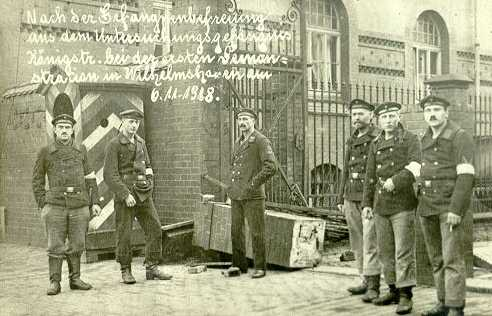 Nach der Gefangenenbefreiung
aus dem Untersuchungsgefängnis
Königstr. bei der ersten Demon-
stration in Wilhelmshaven am
6.11.1918.